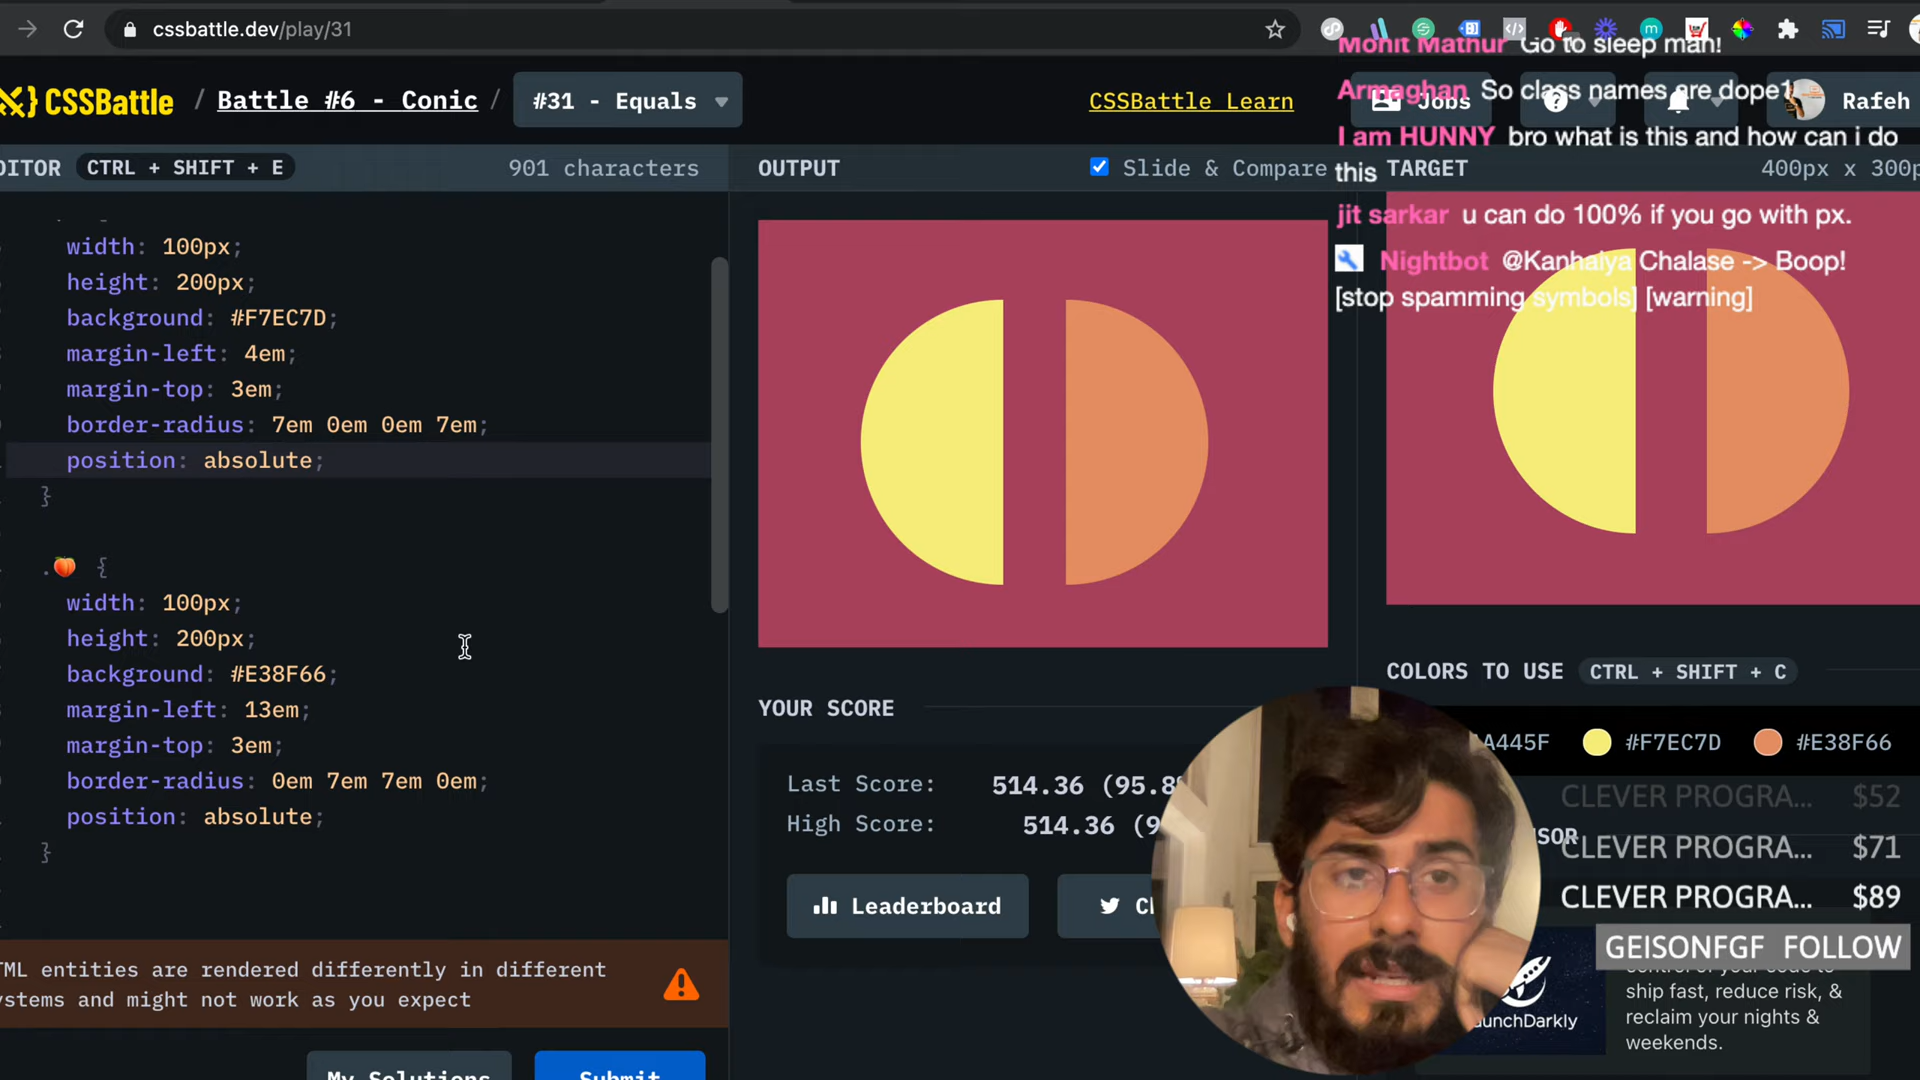 cssbattle.dev/play/31
CSSBattle / Battle #6 - Conic / #31 - Equals
CSSBattle Learn
Jobs
Rafeh
Mohit Mathur Go to sleep man!
Armaghan So class names are dope1
I am HUNNY bro what is this and how can i do
this
jit sarkar u can do 100% if you go with px.
Nightbot @Kanhaiya Chalase -> Boop!
[stop spamming symbols] [warning]
DITOR CTRL + SHIFT + E 901 characters
OUTPUT
Slide & Compare
TARGET 400px x 300p
width: 100px;
height: 200px;
background: #F7EC7D;
margin-left: 4em;
margin-top: 3em;
border-radius: 7em 0em 0em 7em;
position: absolute;
}
.🍑 {
width: 100px;
height: 200px;
background: #E38F66;
margin-left: 13em;
margin-top: 3em;
border-radius: 0em 7em 7em 0em;
position: absolute;
}
TML entities are rendered differently in different
ystems and might not work as you expect
My Solutions
Submit
YOUR SCORE
Last Score: 514.36 (95.8
High Score: 514.36 (9
Leaderboard
COLORS TO USE CTRL + SHIFT + C
A445F #F7EC7D #E38F66
CLEVER PROGRA... $52
CLEVER PROGRA... $71
CLEVER PROGRA... $89
GEISONFGF FOLLOW
ship fast, reduce risk, &
reclaim your nights &
weekends.
unchDarkly